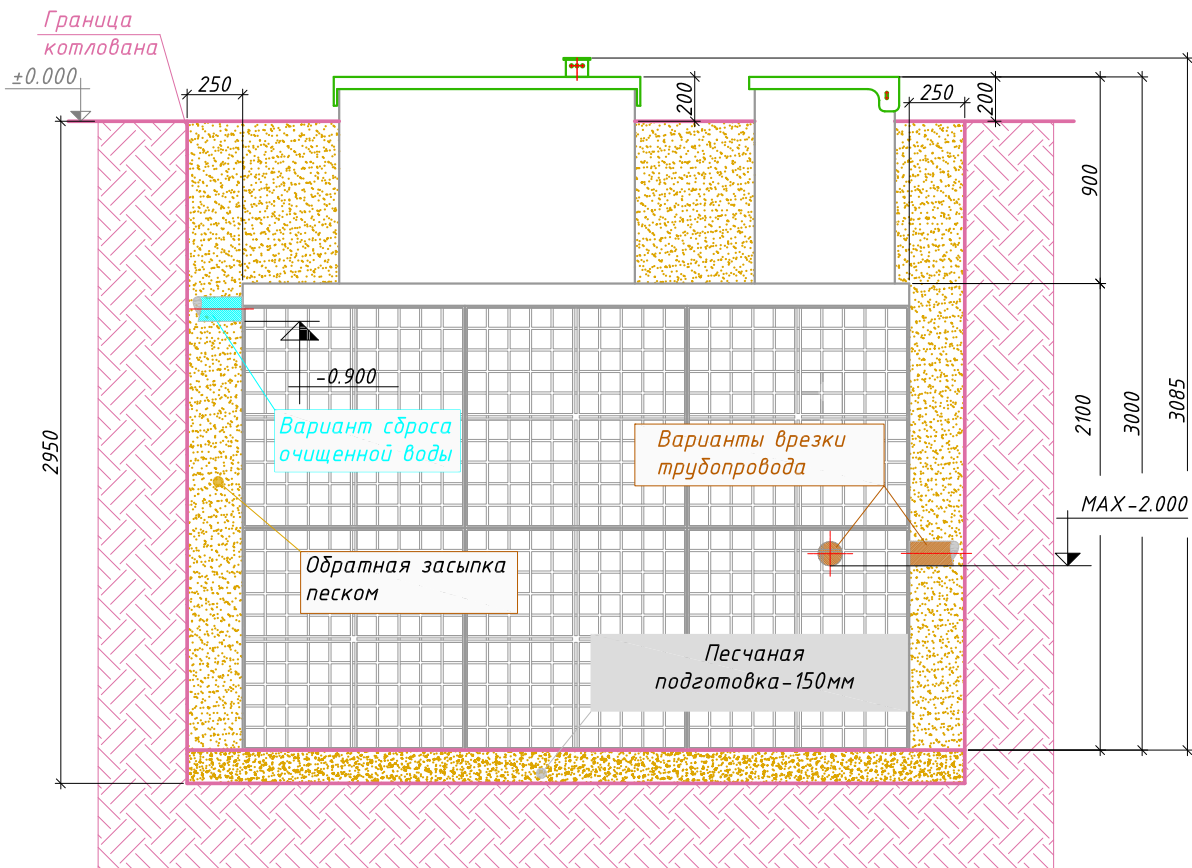 Граница
котлована
±0.000
250
200
250
200
900
2950
2100
3000
3085
-0.900
Вариант сброса
очищенной воды
Варианты врезки
трубопровода
MAX-2.000
Обратная засыпка
песком
Песчаная
подготовка-150мм